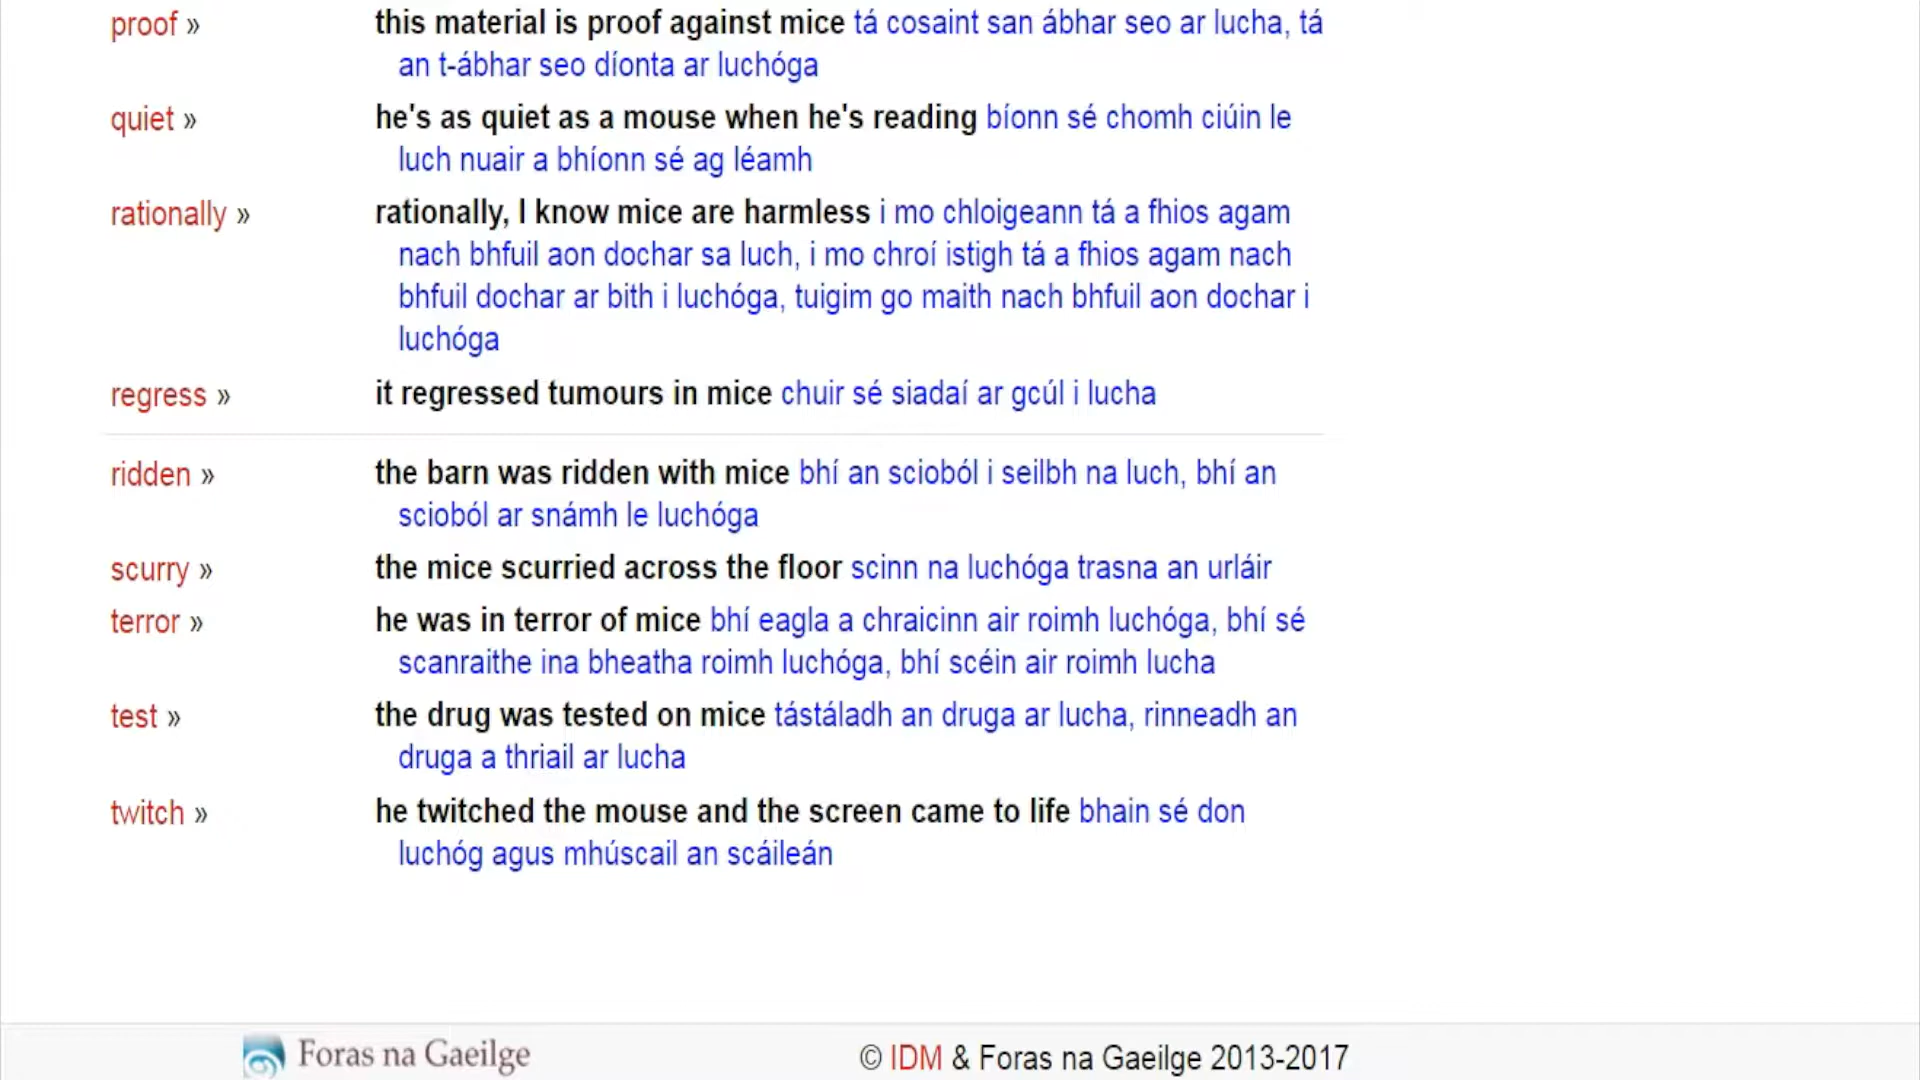 proof » this material is proof against mice tá cosaint san ábhar seo ar lucha, tá
an t-ábhar seo díonta ar luchóga
quiet » he's as quiet as a mouse when he's reading bíonn sé chomh ciúin le
luch nuair a bhíonn sé ag léamh
rationally » rationally, I know mice are harmless i mo chloigeann tá a fhios agam
nach bhfuil aon dochar sa luch, i mo chroí istigh tá a fhios agam nach
bhfuil dochar ar bith i luchóga, tuigim go maith nach bhfuil aon dochar i
luchóga
regress » it regressed tumours in mice chuir sé siadaí ar gcúl i lucha
ridden » the barn was ridden with mice bhí an scioból i seilbh na luch, bhí an
scioból ar snámh le luchóga
scurry » the mice scurried across the floor scinn na luchóga trasna an urláir
terror » he was in terror of mice bhí eagla a chraicinn air roimh luchóga, bhí sé
scanraithe ina bheatha roimh luchóga, bhí scéin air roimh lucha
test » the drug was tested on mice tástáladh an druga ar lucha, rinneadh an
druga a thriail ar lucha
twitch » he twitched the mouse and the screen came to life bhain sé don
luchóg agus mhúscail an scáileán
Foras na Gaeilge © IDM & Foras na Gaeilge 2013-2017